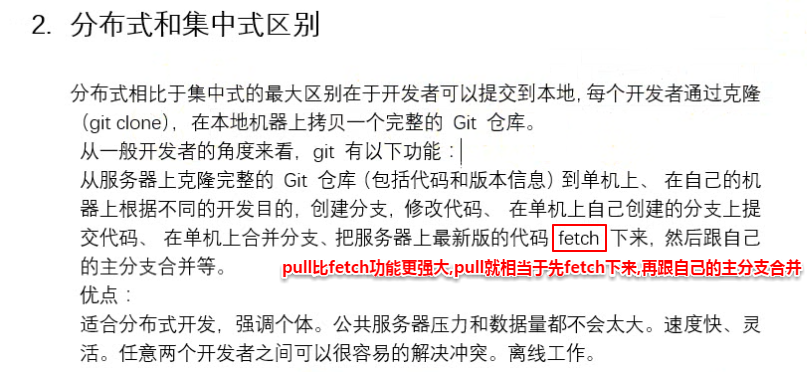 2. 分布式和集中式区别
分布式相比于集中式的最大区别在于开发者可以提交到本地, 每个开发者通过克隆
（git clone），在本地机器上拷贝一个完整的 Git 仓库。
从一般开发者的角度来看，git 有以下功能：
从服务器上克隆完整的 Git 仓库（包括代码和版本信息）到单机上、 在自己的机
器上根据不同的开发目的，创建分支，修改代码、 在单机上自己创建的分支上提
交代码、 在单机上合并分支、把服务器上最新版的代码 fetch 下来，然后跟自己
的主分支合并等。
pull比fetch功能更强大,pull就相当于先fetch下来,再跟自己的主分支合并
优点：
适合分布式开发，强调个体。公共服务器压力和数据量都不会太大。速度快、灵
活。任意两个开发者之间可以很容易的解决冲突。离线工作。